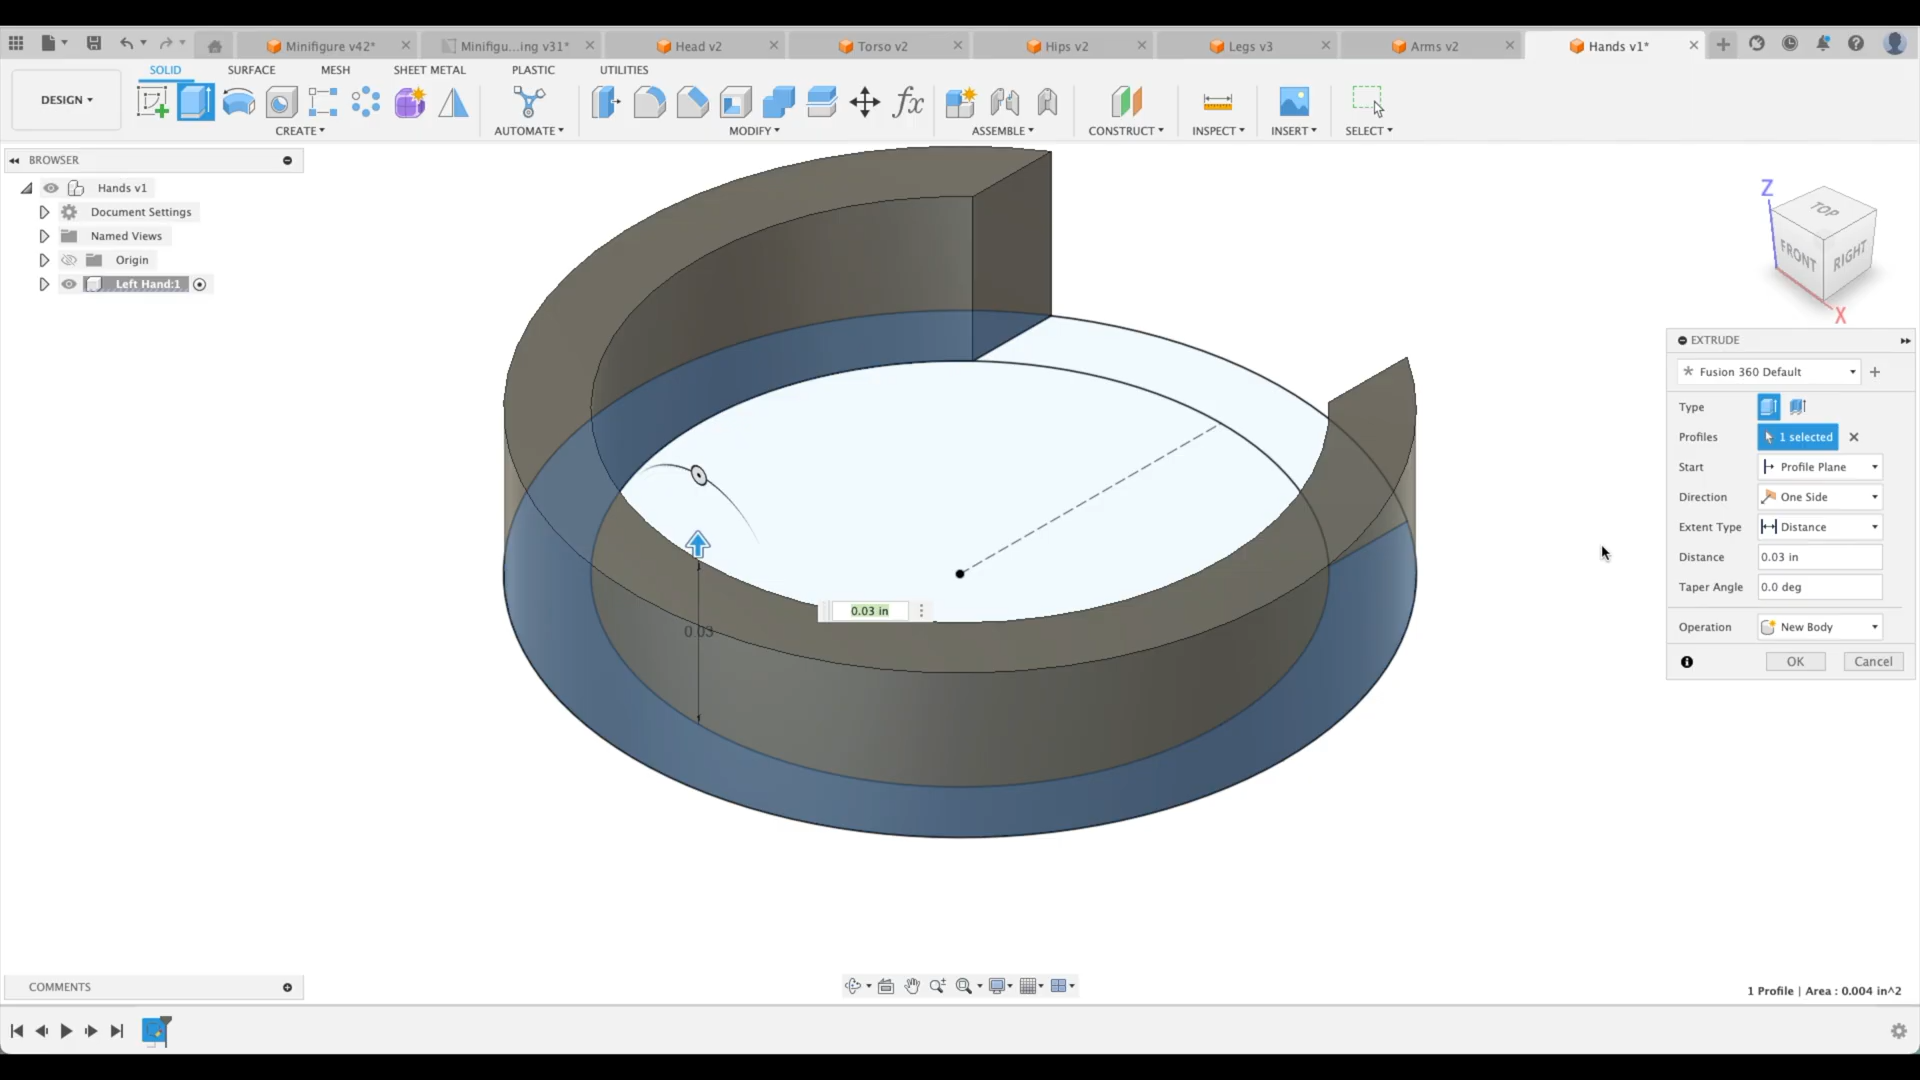 Minifigure v42*
Minifigu...ing v31*
Head v2
Torso v2
Hips v2
Legs v3
Arms v2
Hands v1*
SOLID
SURFACE
MESH
SHEET METAL
PLASTIC
UTILITIES
DESIGN
CREATE
AUTOMATE
MODIFY
fx
ASSEMBLE
CONSTRUCT
INSPECT
INSERT
SELECT
BROWSER
Hands v1
Document Settings
Named Views
Origin
Left Hand:1
0.03 in
0.03
Z
TOP
FRONT
RIGHT
X
EXTRUDE
* Fusion 360 Default
Type
Profiles 1 selected
Start Profile Plane
Direction One Side
Extent Type Distance
Distance 0.03 in
Taper Angle 0.0 deg
Operation New Body
OK Cancel
COMMENTS
1 Profile | Area : 0.004 in^2